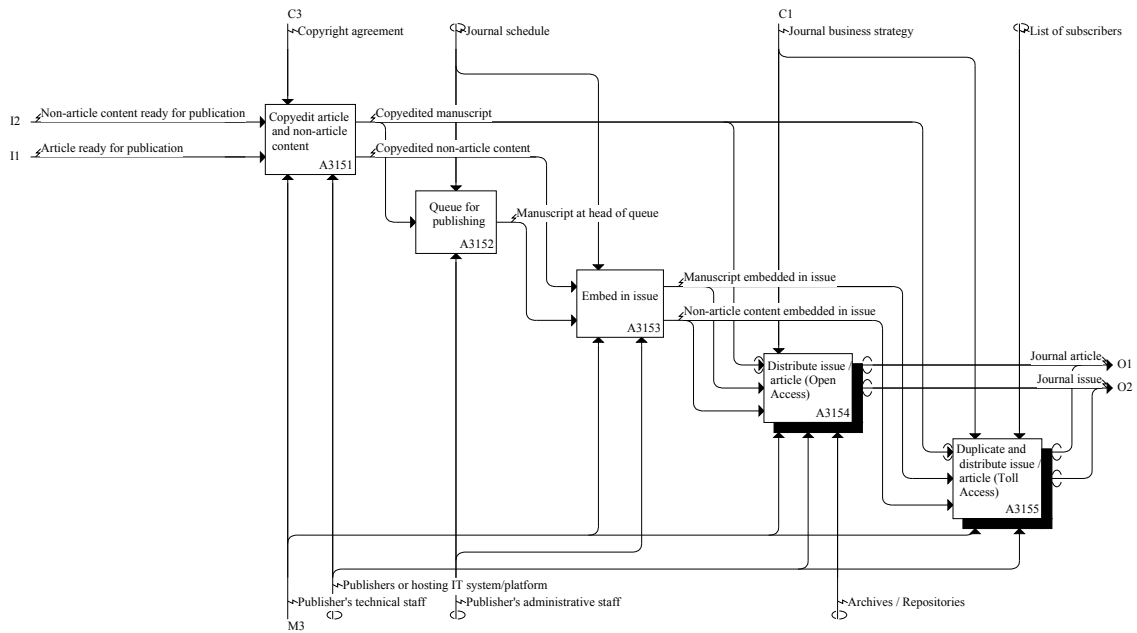 C3
C1
Copyright agreement
Journal schedule
Journal business strategy
List of subscribers
I2
Non-article content ready for publication
Copyedit article
and non-article
content
A3151
Copyedited manuscript
I1
Article ready for publication
Copyedited non-article content
Queue for
publishing
A3152
Manuscript at head of queue
Embed in issue
A3153
Manuscript embedded in issue
Non-article content embedded in issue
Distribute issue /
article (Open
Access)
A3154
Journal article
O1
Journal issue
O2
Duplicate and
distribute issue /
article (Toll
Access)
A3155
Publishers or hosting IT system/platform
Publisher's technical staff
Publisher's administrative staff
Archives / Repositories
M3